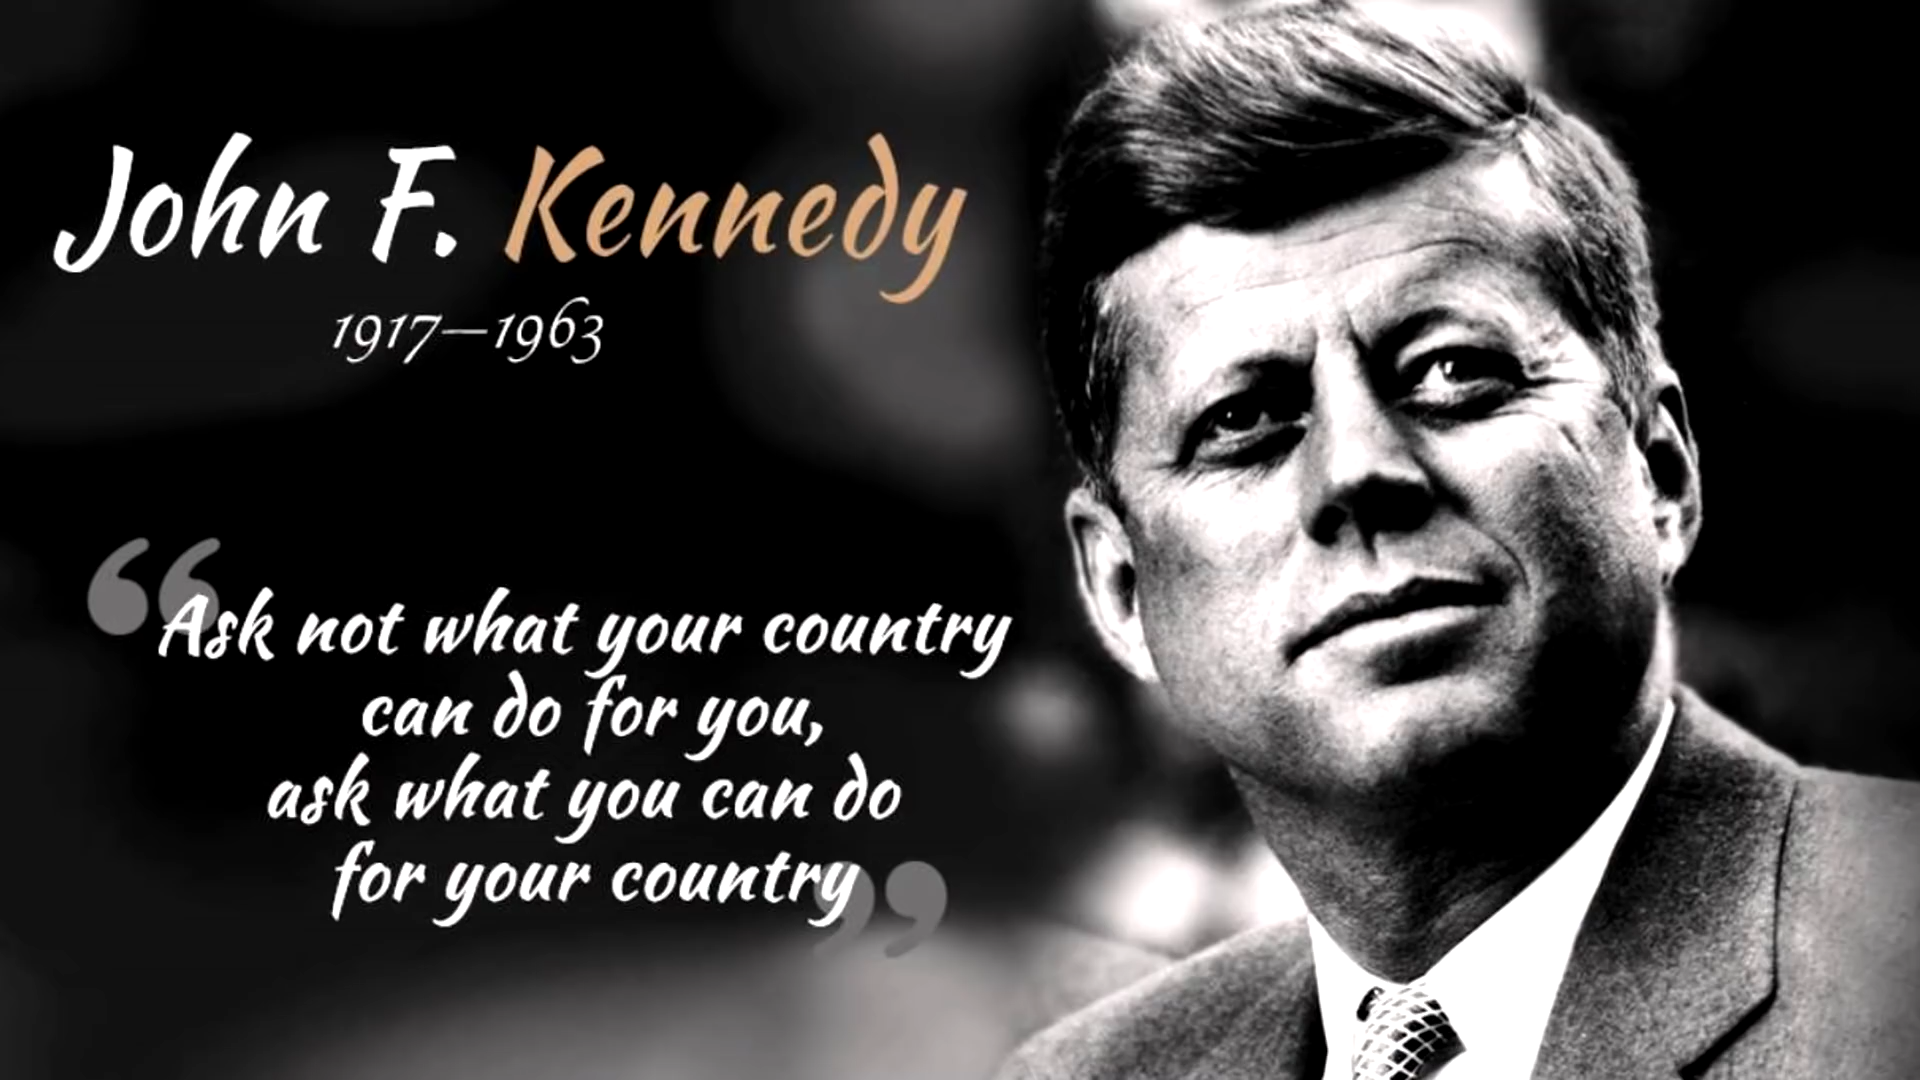 John F. Kennedy
1917—1963
“Ask not what your country
can do for you,
ask what you can do
for your country”